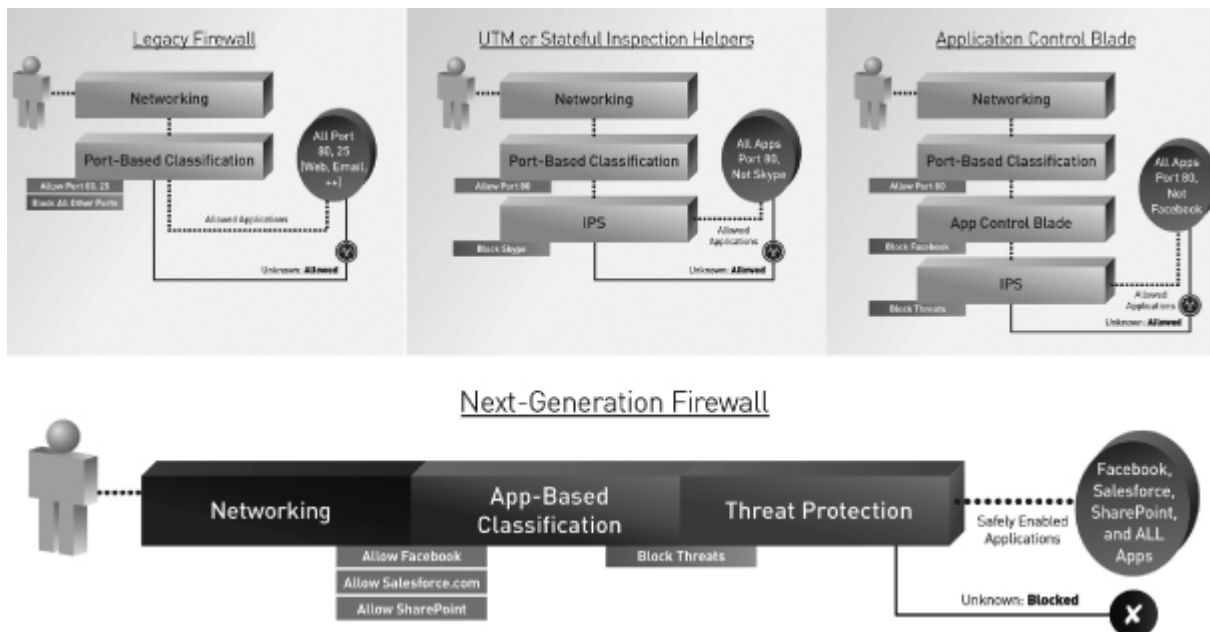 Legacy Firewall
Networking
Port-Based Classification
Allow Port 80, 25
Block All Other Ports
All Port
80, 25
(Web, Email,
++)
Allowed Applications
Unknown: Allowed
UTM or Stateful Inspection Helpers
Networking
Port-Based Classification
Allow Port 80
IPS
Block Skype
All Apps
Port 80,
Not Skype
Allowed
Applications
Unknown: Allowed
Application Control Blade
Networking
Port-Based Classification
Allow Port 80
App Control Blade
Block Facebook
IPS
Block Threats
All Apps
Port 80,
Not
Facebook
Allowed
Applications
Unknown: Allowed
Next-Generation Firewall
Networking
App-Based
Classification
Threat Protection
Allow Facebook
Allow Salesforce.com
Allow SharePoint
Block Threats
Safely Enabled
Applications
Facebook,
Salesforce,
SharePoint,
and ALL
Apps
Unknown: Blocked
X